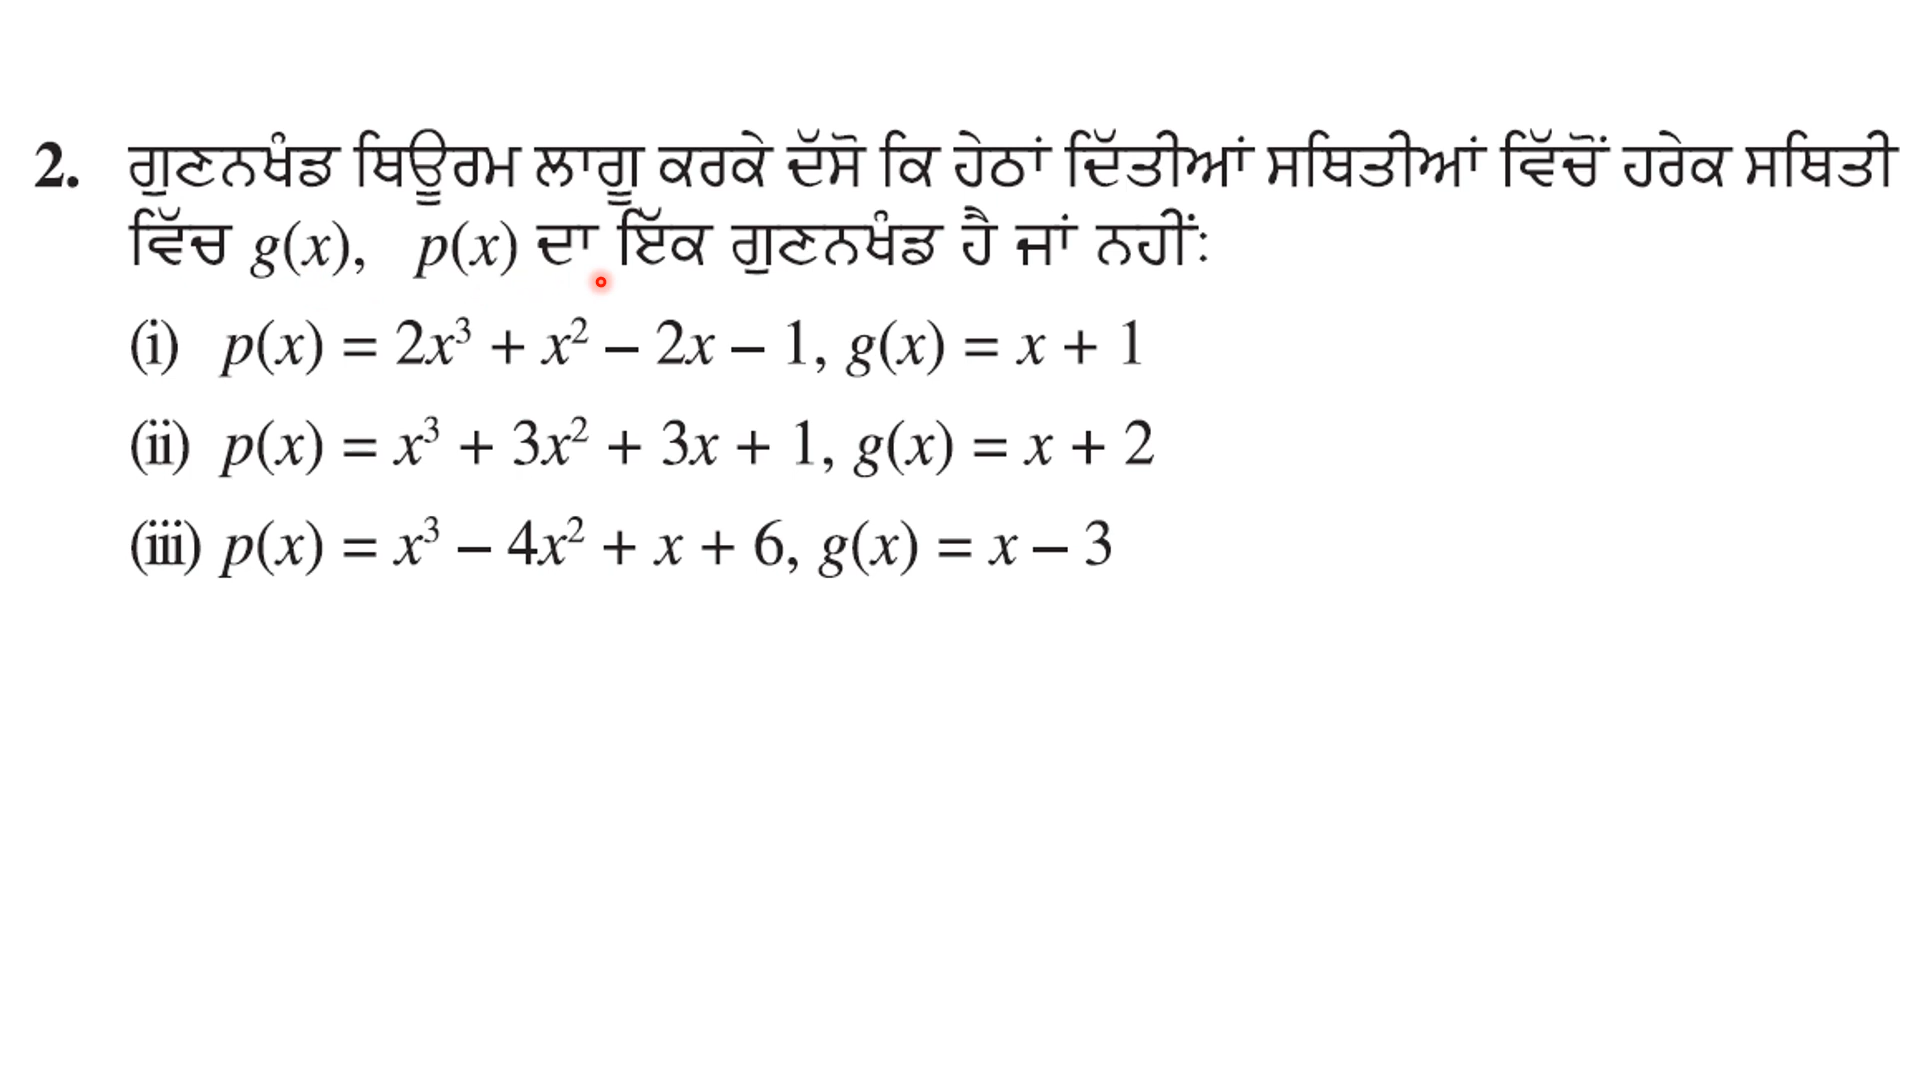 2. ਗੁਣਨਖੰਡ ਥਿਊਰਮ ਲਾਗੂ ਕਰਕੇ ਦੱਸੋ ਕਿ ਹੇਠਾਂ ਦਿੱਤੀਆਂ ਸਥਿਤੀਆਂ ਵਿੱਚੋਂ ਹਰੇਕ ਸਥਿਤੀ
ਵਿੱਚ g(x), p(x) ਦਾ ਇੱਕ ਗੁਣਨਖੰਡ ਹੈ ਜਾਂ ਨਹੀਂ:
(i) p(x) = 2x³ + x² – 2x – 1, g(x) = x + 1
(ii) p(x) = x³ + 3x² + 3x + 1, g(x) = x + 2
(iii) p(x) = x³ – 4x² + x + 6, g(x) = x – 3